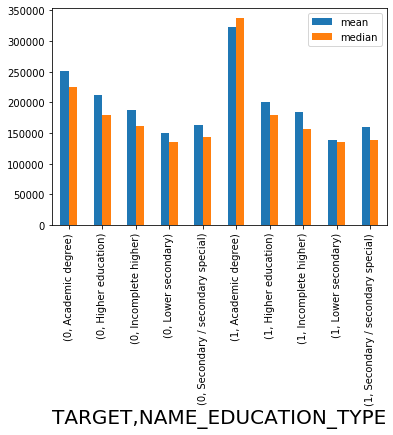 350000
300000
250000
200000
150000
100000
50000
0
mean
median
(0, Academic degree)
(0, Higher education)
(0, Incomplete higher)
(0, Lower secondary)
(0, Secondary / secondary special)
(1, Academic degree)
(1, Higher education)
(1, Incomplete higher)
(1, Lower secondary)
(1, Secondary / secondary special)
TARGET,NAME_EDUCATION_TYPE